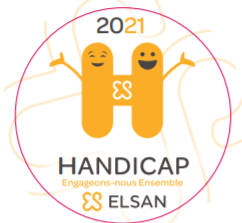 2021
HANDICAP
Engageons-nous Ensemble
ELSAN